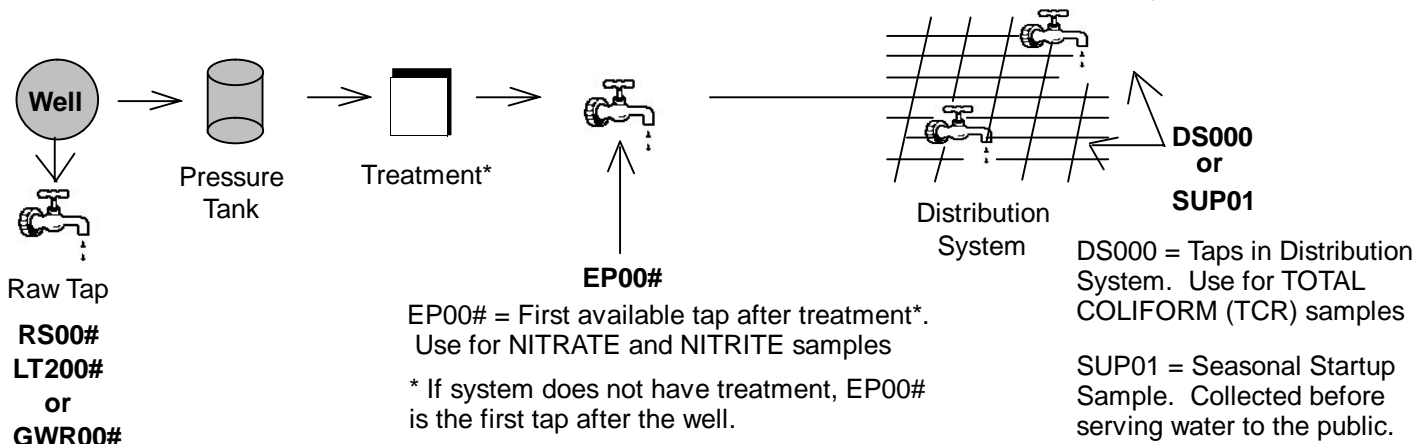 Well
Pressure
Tank
Treatment*
Raw Tap
RS00#
LT200#
or
GWR00#
EP00#
EP00# = First available tap after treatment*.
Use for NITRATE and NITRITE samples
* If system does not have treatment, EP00#
is the first tap after the well.
Distribution
System
DS000
or
SUP01
DS000 = Taps in Distribution
System. Use for TOTAL
COLIFORM (TCR) samples
SUP01 = Seasonal Startup
Sample. Collected before
serving water to the public.